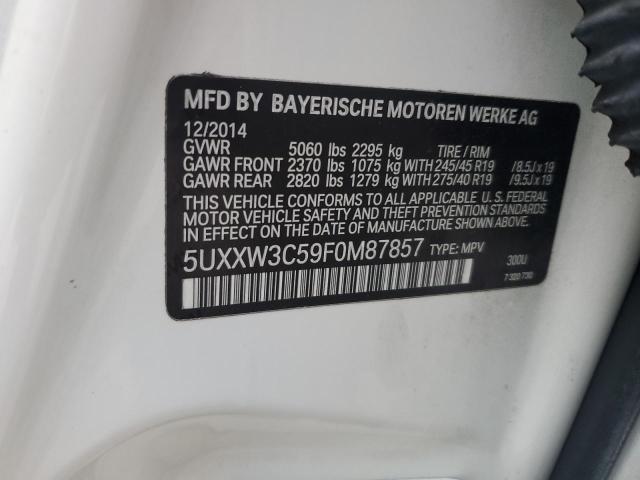 MFD BY BAYERISCHE MOTOREN WERKE AG
12/2014
GVWR 5060 lbs 2295 kg TIRE / RIM
GAWR FRONT 2370 lbs 1075 kg WITH 245/45 R19 /8.5J x 19
GAWR REAR 2820 lbs 1279 kg WITH 275/40 R19 /9.5J x 19
THIS VEHICLE CONFORMS TO ALL APPLICABLE U. S. FEDERAL
MOTOR VEHICLE SAFETY AND THEFT PREVENTION STANDARDS
IN EFFECT ON THE DATE OF MANUFACTURE SHOWN ABOVE.
5UXXW3C59F0M87857 TYPE: MPV 300U